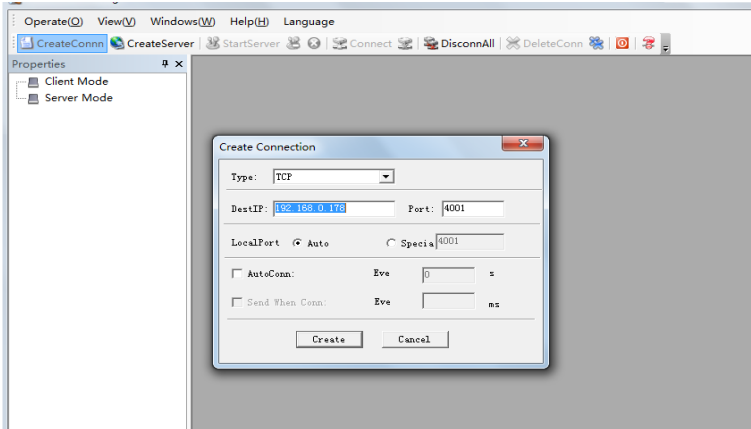 Operate(O) View(V) Windows(W) Help(H) Language
CreateConnn CreateServer StartServer Connect DisconnAll DeleteConn
Properties
Client Mode
Server Mode
Create Connection
Type: TCP
DestIP: 192.168.0.178 Port: 4001
LocalPort Auto Specia 4001
AutoConn: Eve 0 s
Send When Conn: Eve ms
Create Cancel